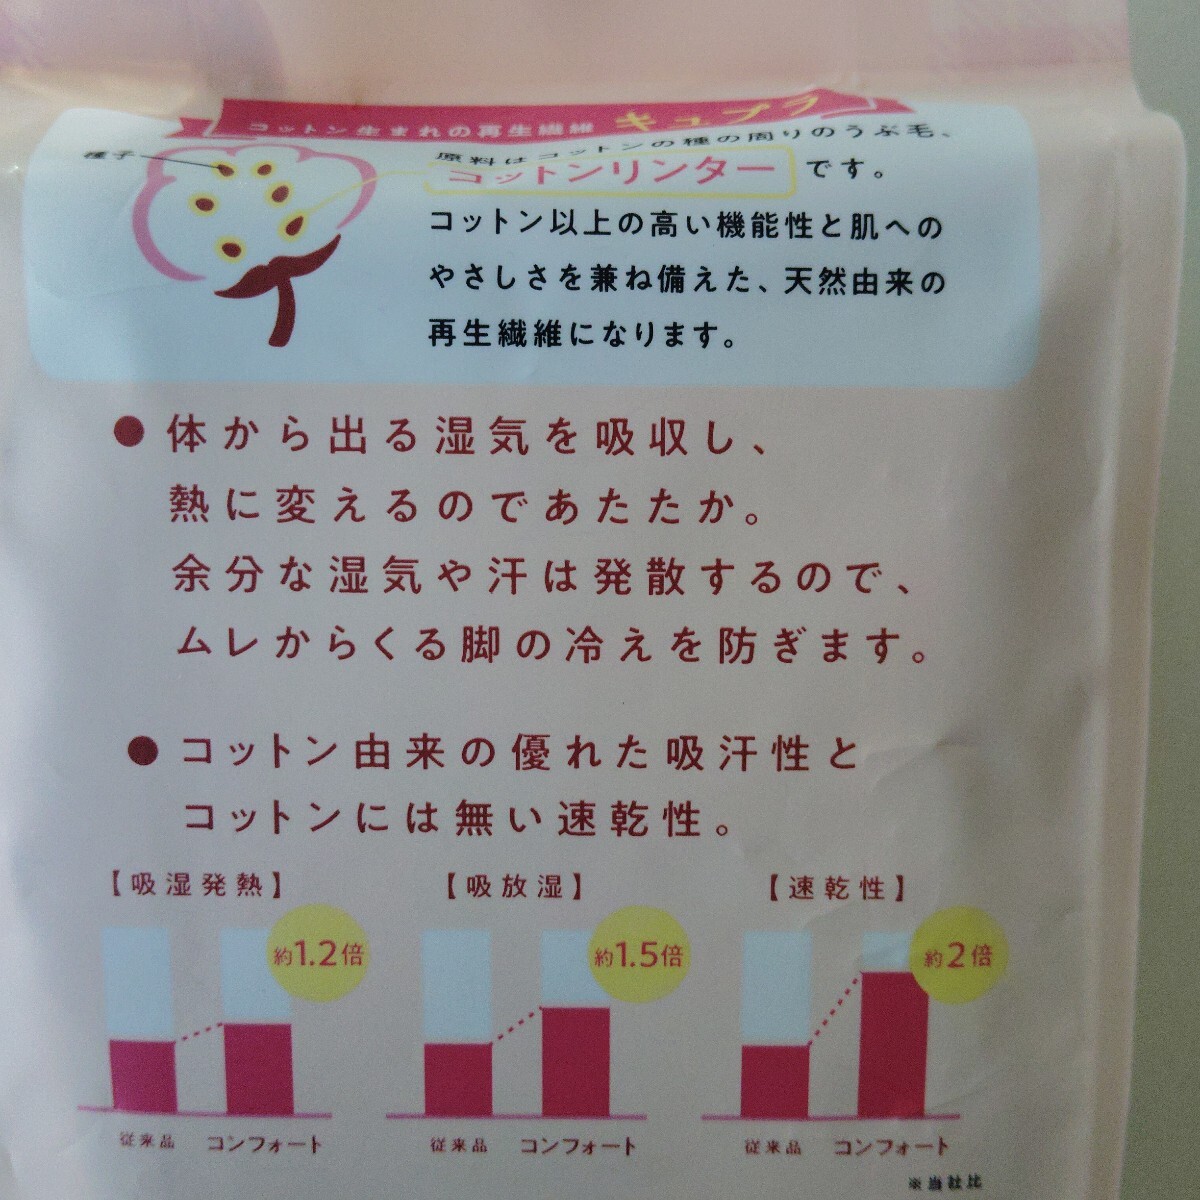 コットン生まれの再生繊維 キュプラ
種子
原料はコットンの種の周りのうぶ毛、
コットンリンター です。
コットン以上の高い機能性と肌への
やさしさを兼ね備えた、天然由来の
再生繊維になります。
● 体から出る湿気を吸収し、
熱に変えるのであたたか。
余分な湿気や汗は発散するので、
ムレからくる脚の冷えを防ぎます。
● コットン由来の優れた吸汗性と
コットンには無い速乾性。
【吸湿発熱】
約1.2倍
従来品 コンフォート
【吸放湿】
約1.5倍
従来品 コンフォート
【速乾性】
約2倍
従来品 コンフォート
※当社比